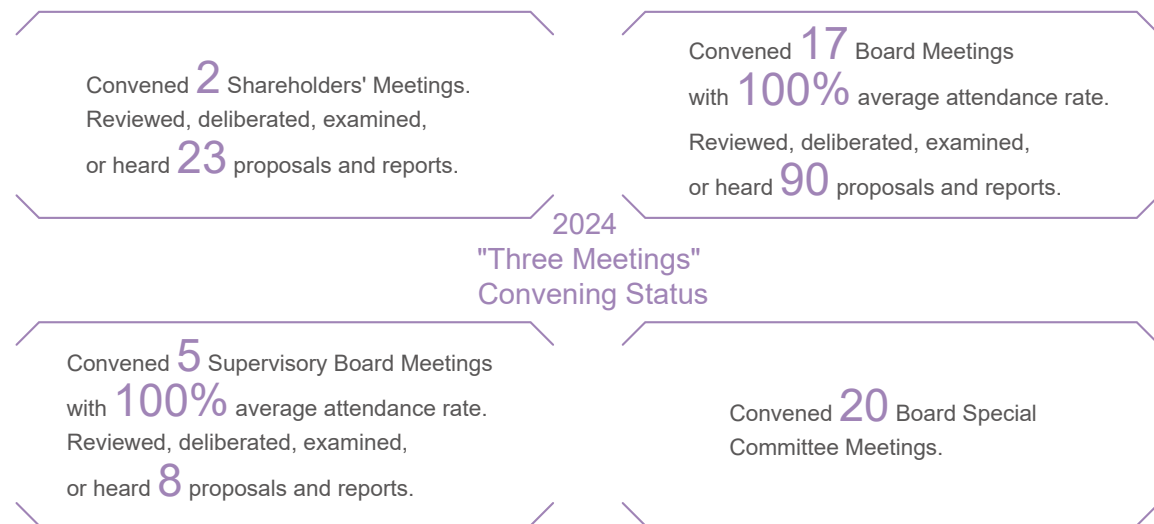 Convened 2 Shareholders' Meetings.
Reviewed, deliberated, examined,
or heard 23 proposals and reports.
Convened 17 Board Meetings
with 100% average attendance rate.
Reviewed, deliberated, examined,
or heard 90 proposals and reports.
2024
"Three Meetings"
Convening Status
Convened 5 Supervisory Board Meetings
with 100% average attendance rate.
Reviewed, deliberated, examined,
or heard 8 proposals and reports.
Convened 20 Board Special
Committee Meetings.